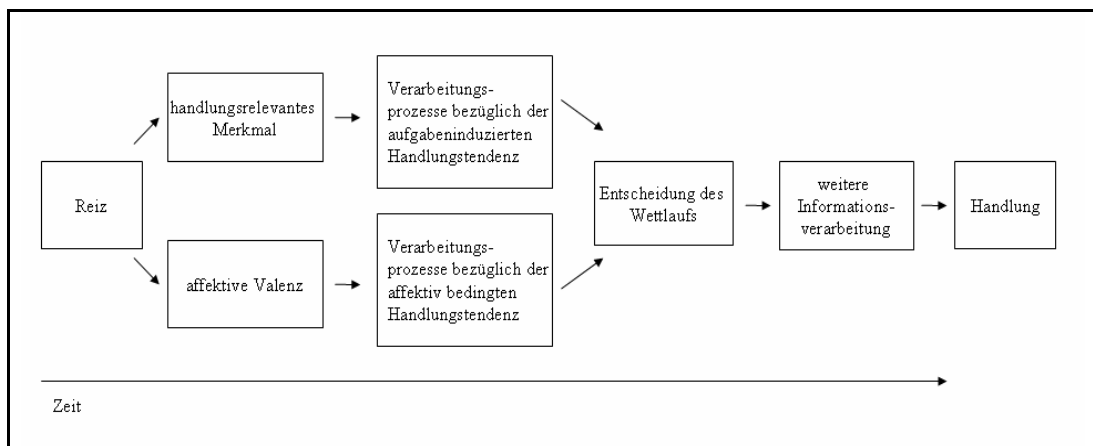 Reiz
handlungsrelevantes
Merkmal
Verarbeitungs-
prozesse bezüglich der
aufgabeninduzierten
Handlungstendenz
affektive Valenz
Verarbeitungs-
prozesse bezüglich der
affektiv bedingten
Handlungstendenz
Entscheidung des
Wettlaufs
weitere
Informations-
verarbeitung
Handlung
Zeit